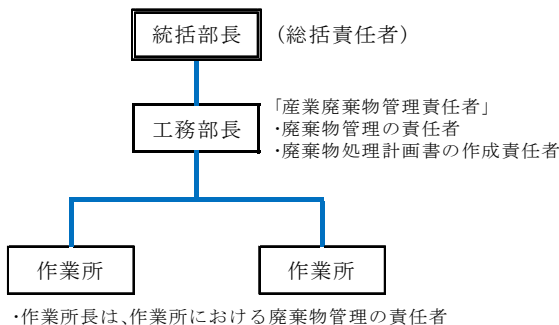 統括部長 (総括責任者)
「産業廃棄物管理責任者」
工務部長 ・廃棄物管理の責任者
・廃棄物処理計画書の作成責任者
作業所 作業所
・作業所長は、作業所における廃棄物管理の責任者